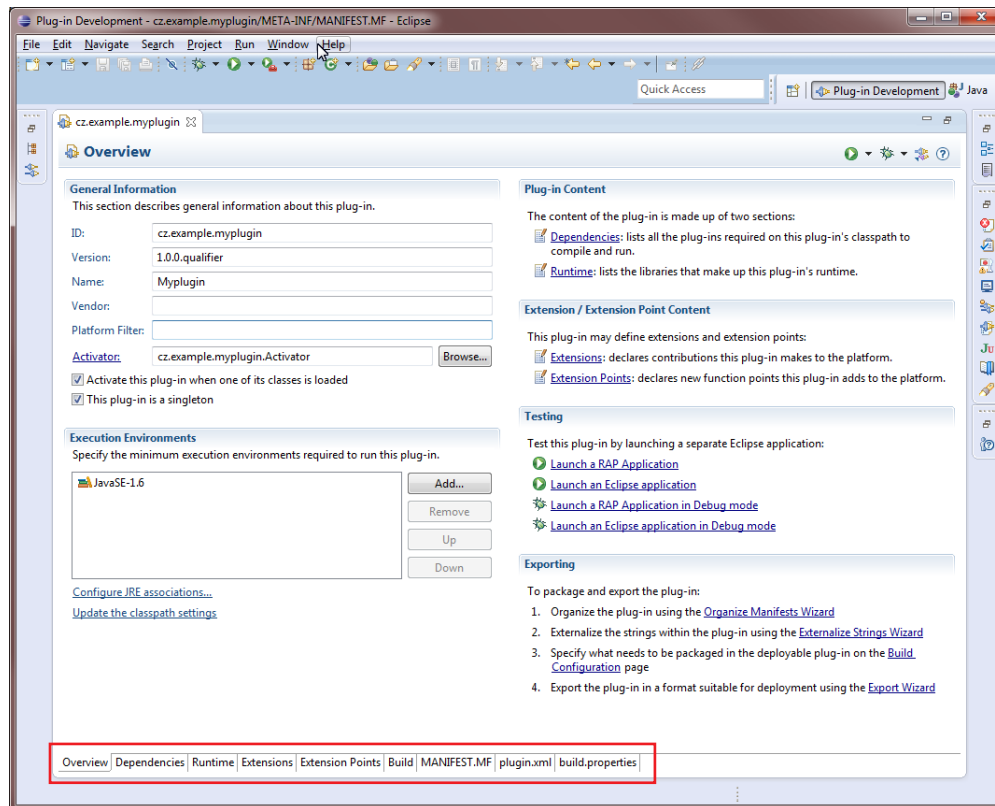 Plug-in Development - cz.example.myplugin/META-INF/MANIFEST.MF - Eclipse
File Edit Navigate Search Project Run Window Help
Quick Access
Plug-in Development Java
cz.example.myplugin
Overview
General Information
This section describes general information about this plug-in.
ID: cz.example.myplugin
Version: 1.0.0.qualifier
Name: Myplugin
Vendor:
Platform Filter:
Activator: cz.example.myplugin.Activator Browse...
Activate this plug-in when one of its classes is loaded
This plug-in is a singleton
Execution Environments
Specify the minimum execution environments required to run this plug-in.
JavaSE-1.6
Add...
Remove
Up
Down
Configure JRE associations...
Update the classpath settings
Plug-in Content
The content of the plug-in is made up of two sections:
Dependencies: lists all the plug-ins required on this plug-in's classpath to
compile and run.
Runtime: lists the libraries that make up this plug-in's runtime.
Extension / Extension Point Content
This plug-in may define extensions and extension points:
Extensions: declares contributions this plug-in makes to the platform.
Extension Points: declares new function points this plug-in adds to the platform.
Testing
Test this plug-in by launching a separate Eclipse application:
Launch a RAP Application
Launch an Eclipse application
Launch a RAP Application in Debug mode
Launch an Eclipse application in Debug mode
Exporting
To package and export the plug-in:
1. Organize the plug-in using the Organize Manifests Wizard
2. Externalize the strings within the plug-in using the Externalize Strings Wizard
3. Specify what needs to be packaged in the deployable plug-in on the Build
Configuration page
4. Export the plug-in in a format suitable for deployment using the Export Wizard
Ju
Overview Dependencies Runtime Extensions Extension Points Build MANIFEST.MF plugin.xml build.properties